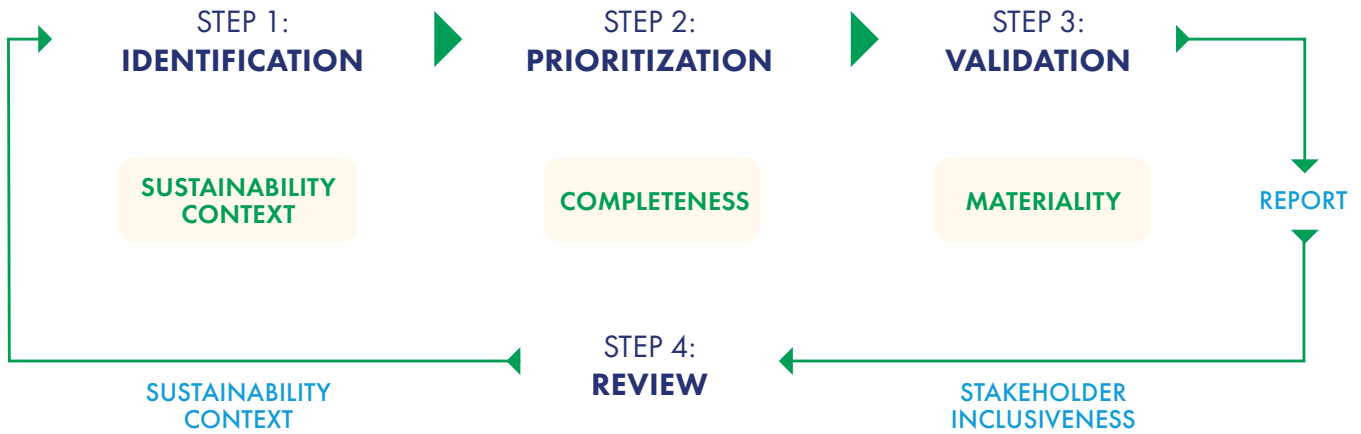 STEP 1:
IDENTIFICATION
STEP 2:
PRIORITIZATION
STEP 3:
VALIDATION
SUSTAINABILITY
CONTEXT
COMPLETENESS
MATERIALITY
REPORT
STEP 4:
REVIEW
SUSTAINABILITY
CONTEXT
STAKEHOLDER
INCLUSIVENESS